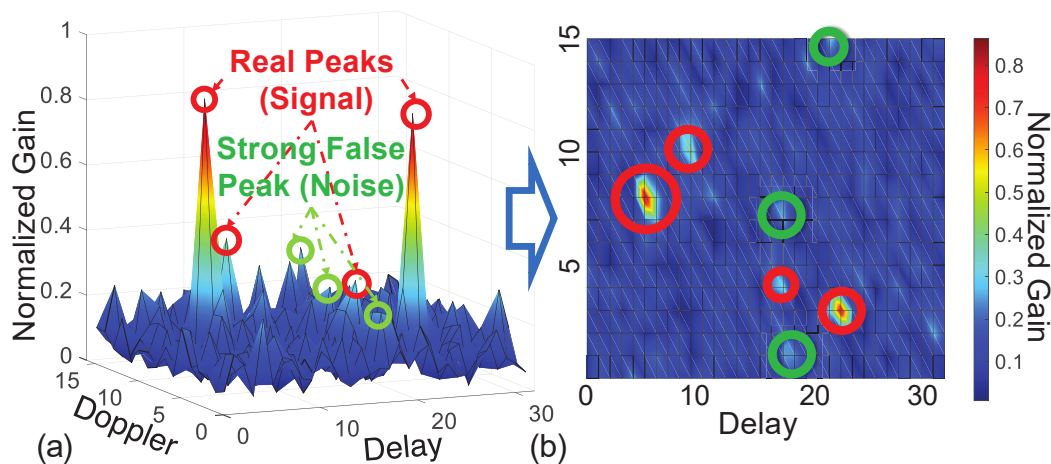 1
0.8
0.6
0.4
0.2
0
Normalized Gain
Real Peaks
(Signal)
Strong False
Peak (Noise)
15
10
5
0
Doppler
0
10
20
30
Delay
(a)
15
10
5
0
10
20
30
Delay
(b)
0.8
0.7
0.6
0.5
0.4
0.3
0.2
0.1
Normalized Gain